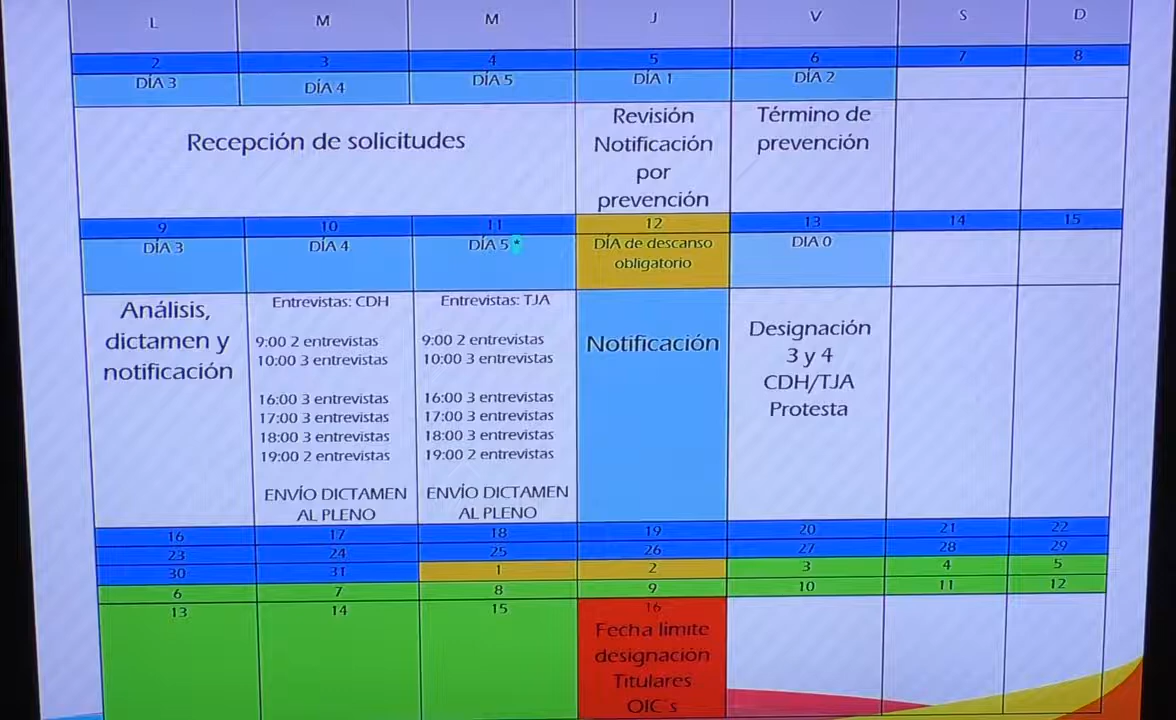 L M M J V S D
2 3 4 5 6 7 8
DÍA 3 DÍA 4 DÍA 5 DÍA 1 DÍA 2
Recepción de solicitudes
Revisión
Notificación
por
prevención
Término de
prevención
9 10 11 12 13 14 15
DÍA 3 DÍA 4 DÍA 5 * DÍA de descanso
obligatorio
DIA 0
Análisis,
dictamen y
notificación
Entrevistas: CDH
9:00 2 entrevistas
10:00 3 entrevistas
16:00 3 entrevistas
17:00 3 entrevistas
18:00 3 entrevistas
19:00 2 entrevistas
ENVÍO DICTAMEN
AL PLENO
Entrevistas: TJA
9:00 2 entrevistas
10:00 3 entrevistas
16:00 3 entrevistas
17:00 3 entrevistas
18:00 3 entrevistas
19:00 2 entrevistas
ENVÍO DICTAMEN
AL PLENO
Notificación
Designación
3 y 4
CDH/TJA
Protesta
16 17 18 19 20 21 22
23 24 25 26 27 28 29
30 31 1 2 3 4 5
6 7 8 9 10 11 12
13 14 15 16
Fecha limite
designación
Titulares
OIC´s